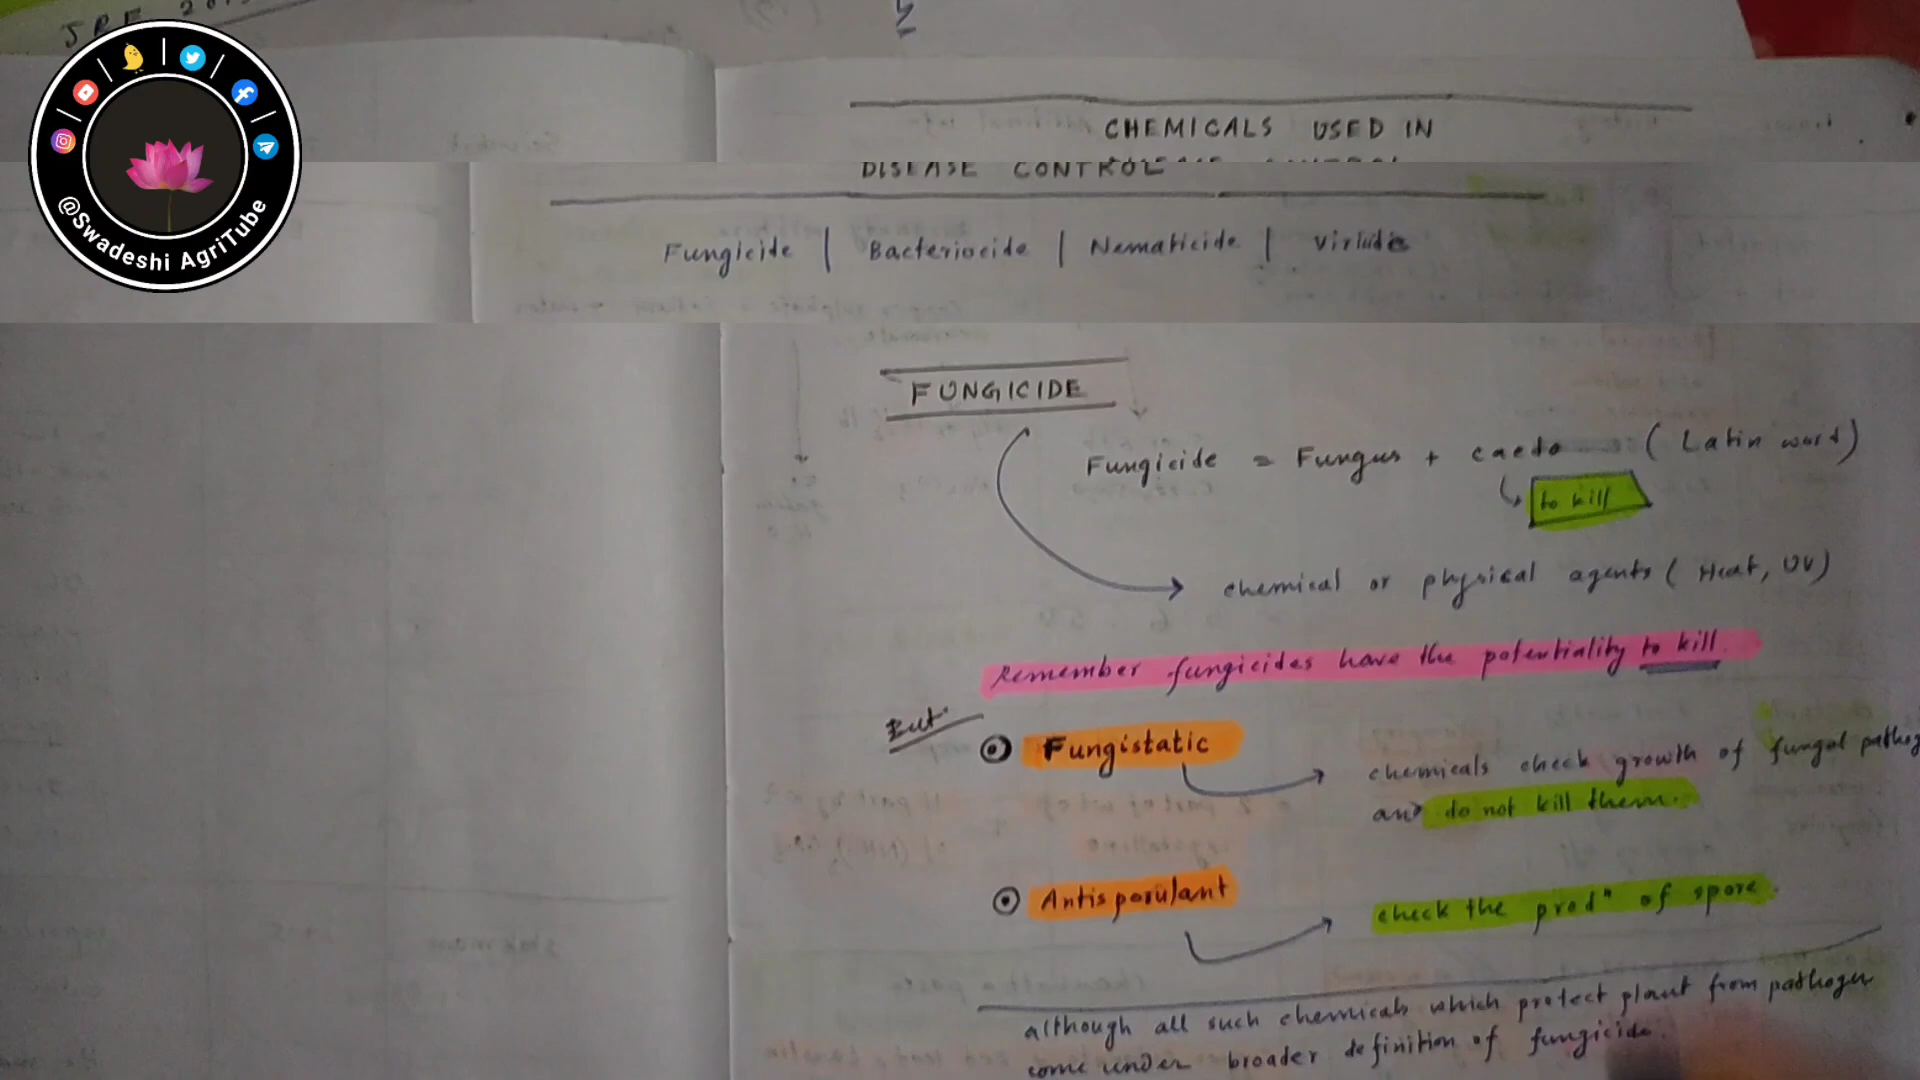 JRF
@Swadeshi AgriTube
CHEMICALS USED IN
DISEASE CONTROL
Fungicide | Bacteriocide | Nematicide | Viricide
FUNGICIDE
Fungicide = Fungus + caedo (Latin word)
to kill
chemical or physical agents (Heat, UV)
Remember fungicides have the potentiality to kill.
But.
Fungistatic
chemicals check growth of fungal pathog
and do not kill them.
Antisporulant
check the prodⁿ of spore.
although all such chemicals which protect plant from pathogen
come under broader definition of fungicide.